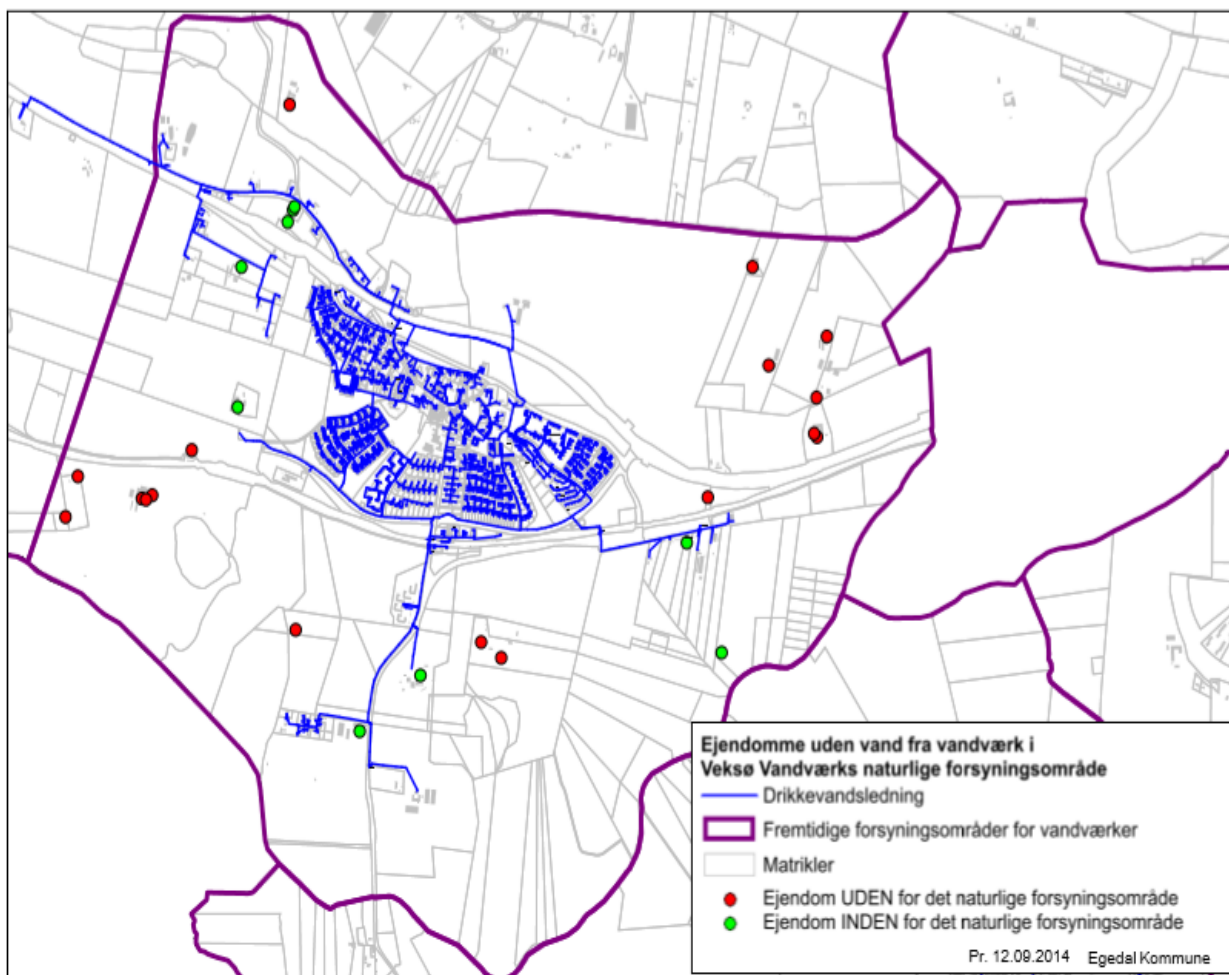 Ejendomme uden vand fra vandværk i
Veksø Vandværks naturlige forsyningsområde
Drikkevandsledning
Fremtidige forsyningsområder for vandværker
Matrikler
Ejendom UDEN for det naturlige forsyningsområde
Ejendom INDEN for det naturlige forsyningsområde
Pr. 12.09.2014 Egedal Kommune